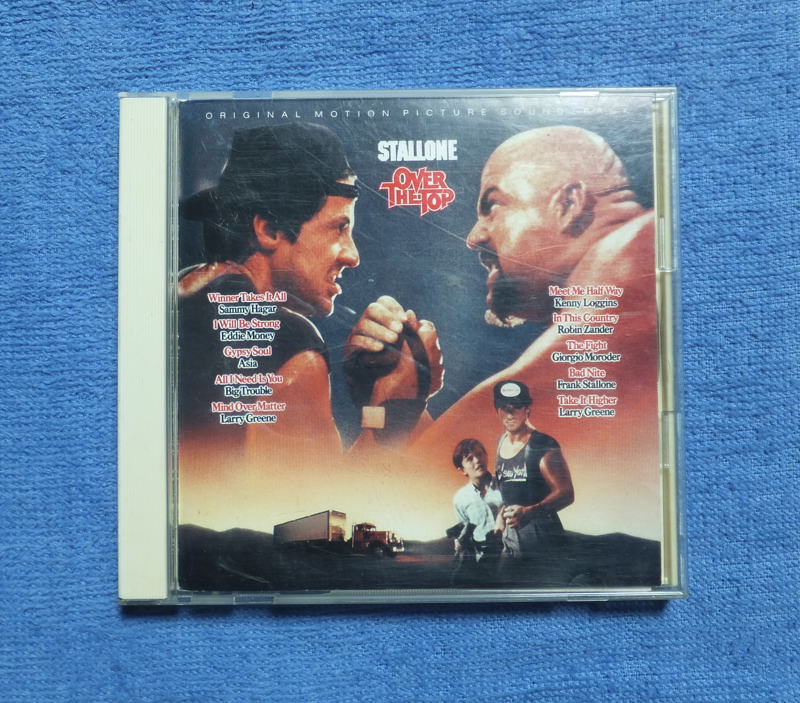 ORIGINAL MOTION PICTURE SOUNDTRACK
STALLONE
OVER
THE TOP
Winner Takes It All
Sammy Hagar
I Will Be Strong
Eddie Money
Gypsy Soul
Asia
All I Need Is You
Big Trouble
Mind Over Matter
Larry Greene
Meet Me Half Way
Kenny Loggins
In This Country
Robin Zander
The Fight
Giorgio Moroder
Bad Nite
Frank Stallone
Take It Higher
Larry Greene